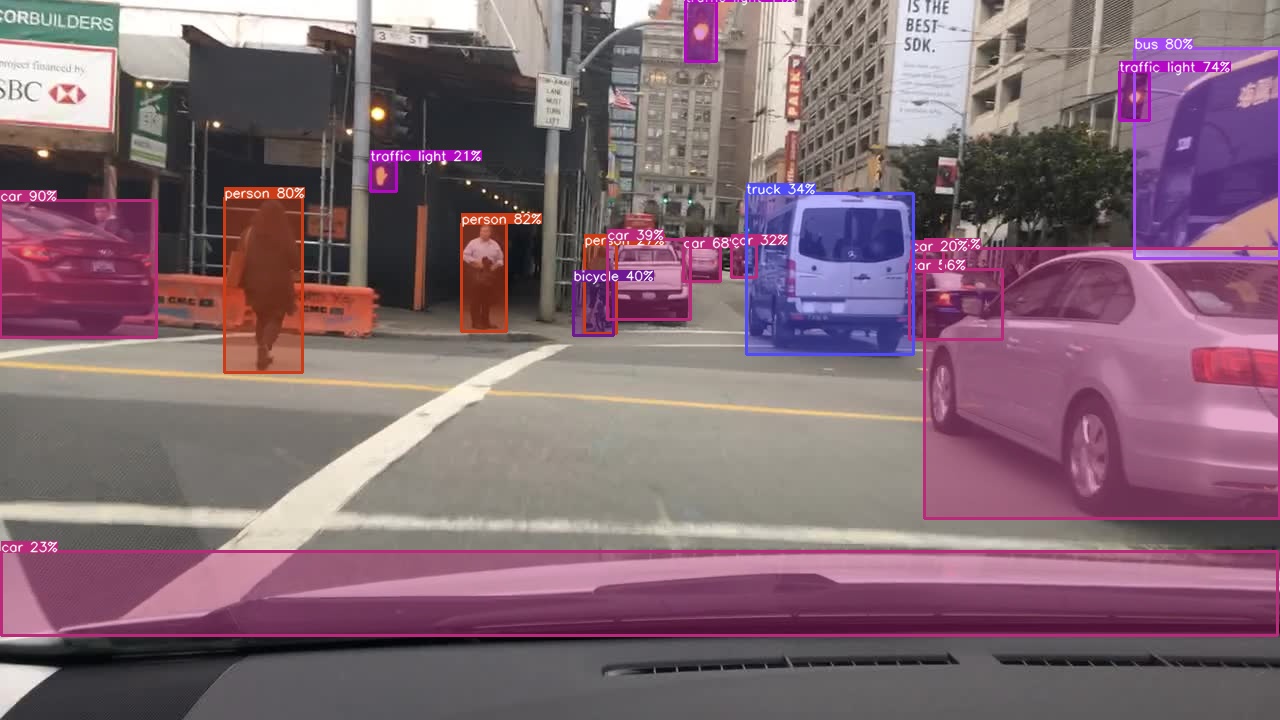 CORBUILDERS
project financed by
SBC
3RD ST
LANE
MUST
TURN
LEFT
PARK
IS THE
BEST
SDK.
car 90%
person 80%
traffic light 21%
person 82%
bicycle 40%
car 39%
car 68%
car 32%
truck 34%
car 20%
car 56%
traffic light 74%
bus 80%
car 23%